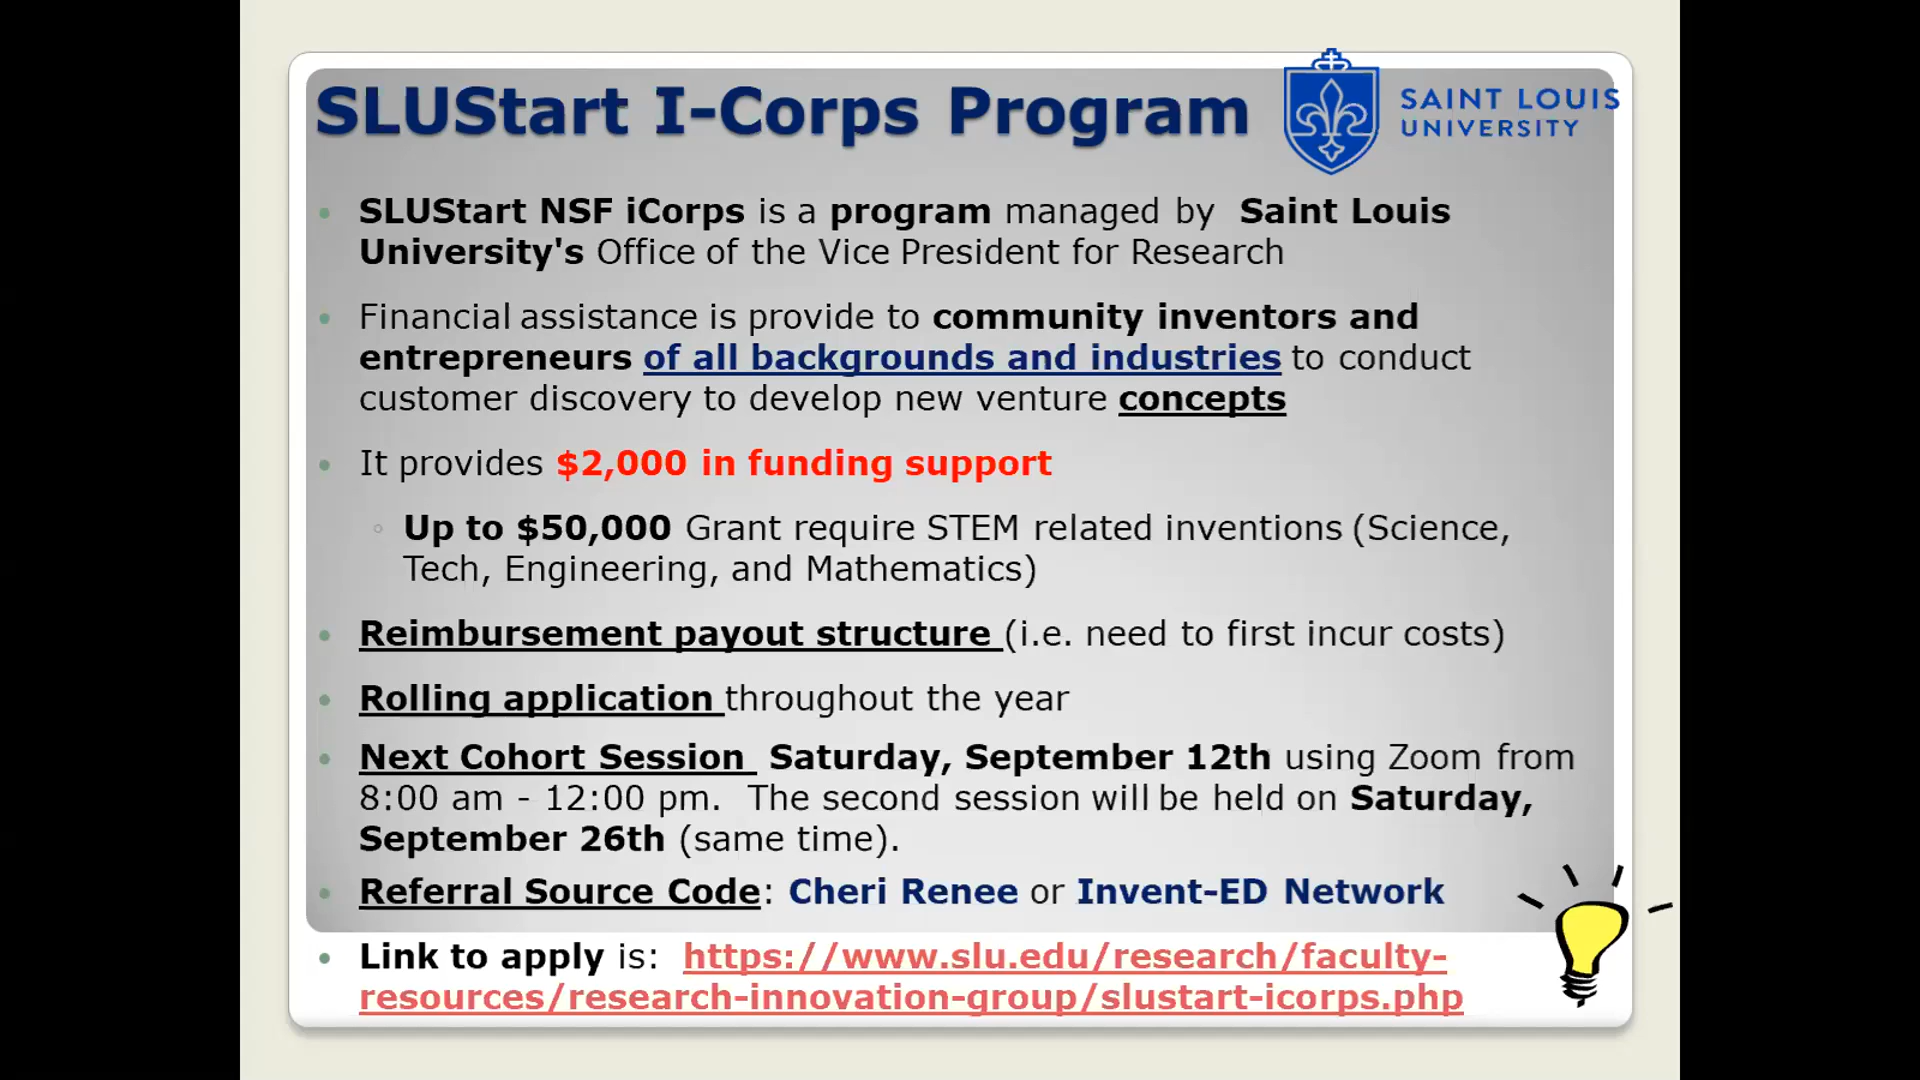 SLUStart I-Corps Program
SAINT LOUIS
UNIVERSITY
SLUStart NSF iCorps is a program managed by Saint Louis
University's Office of the Vice President for Research
Financial assistance is provide to community inventors and
entrepreneurs of all backgrounds and industries to conduct
customer discovery to develop new venture concepts
It provides $2,000 in funding support
Up to $50,000 Grant require STEM related inventions (Science,
Tech, Engineering, and Mathematics)
Reimbursement payout structure (i.e. need to first incur costs)
Rolling application throughout the year
Next Cohort Session Saturday, September 12th using Zoom from
8:00 am - 12:00 pm. The second session will be held on Saturday,
September 26th (same time).
Referral Source Code: Cheri Renee or Invent-ED Network
Link to apply is: https://www.slu.edu/research/faculty-
resources/research-innovation-group/slustart-icorps.php